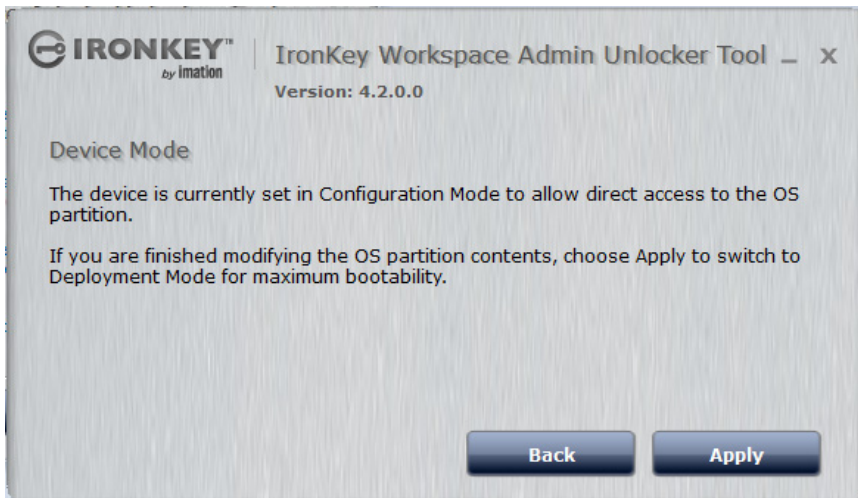 IRONKEY™
by imation
IronKey Workspace Admin Unlocker Tool
Version: 4.2.0.0
Device Mode
The device is currently set in Configuration Mode to allow direct access to the OS
partition.
If you are finished modifying the OS partition contents, choose Apply to switch to
Deployment Mode for maximum bootability.
Back
Apply